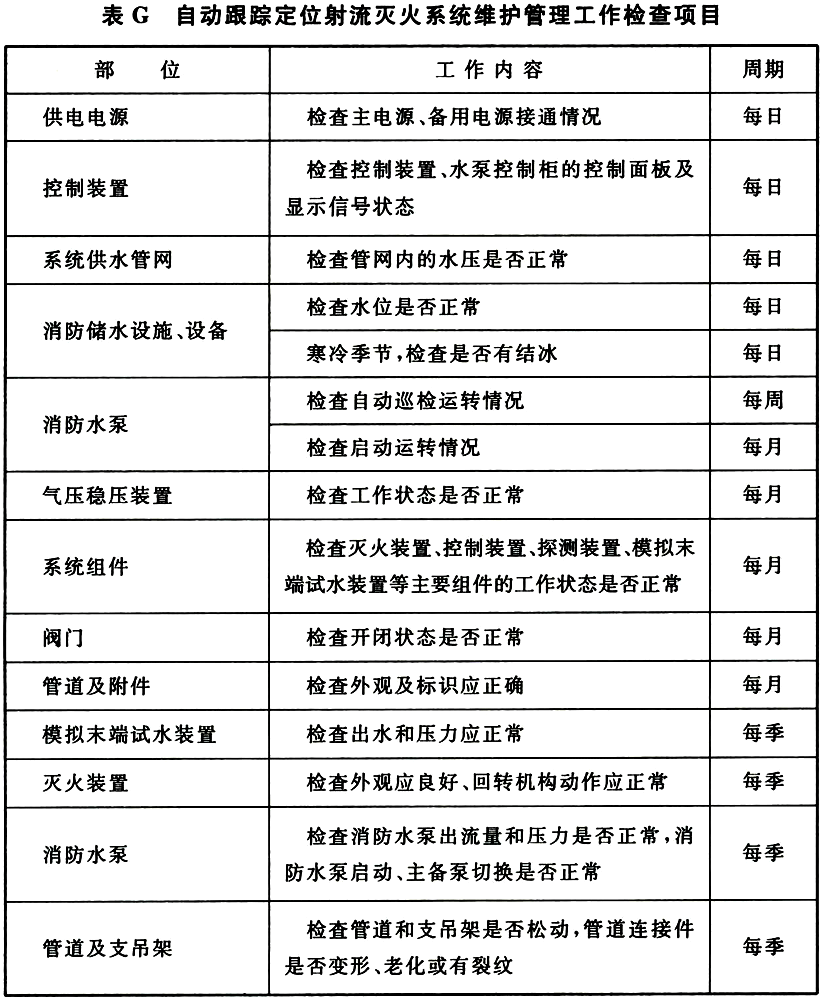 表 G 自动跟踪定位射流灭火系统维护管理工作检查项目
部 位 工 作 内 容 周期
供电电源 检查主电源、备用电源接通情况 每日
控制装置 检查控制装置、水泵控制柜的控制面板及
显示信号状态 每日
系统供水管网 检查管网内的水压是否正常 每日
消防储水设施、设备 检查水位是否正常 每日
寒冷季节,检查是否有结冰 每日
消防水泵 检查自动巡检运转情况 每周
检查启动运转情况 每月
气压稳压装置 检查工作状态是否正常 每月
系统组件 检查灭火装置、控制装置、探测装置、模拟末
端试水装置等主要组件的工作状态是否正常 每月
阀门 检查开闭状态是否正常 每月
管道及附件 检查外观及标识应正确 每月
模拟末端试水装置 检查出水和压力应正常 每季
灭火装置 检查外观应良好、回转机构动作应正常 每季
消防水泵 检查消防水泵出流量和压力是否正常,消
防水泵启动、主备泵切换是否正常 每季
管道及支吊架 检查管道和支吊架是否松动,管道连接件
是否变形、老化或有裂纹 每季